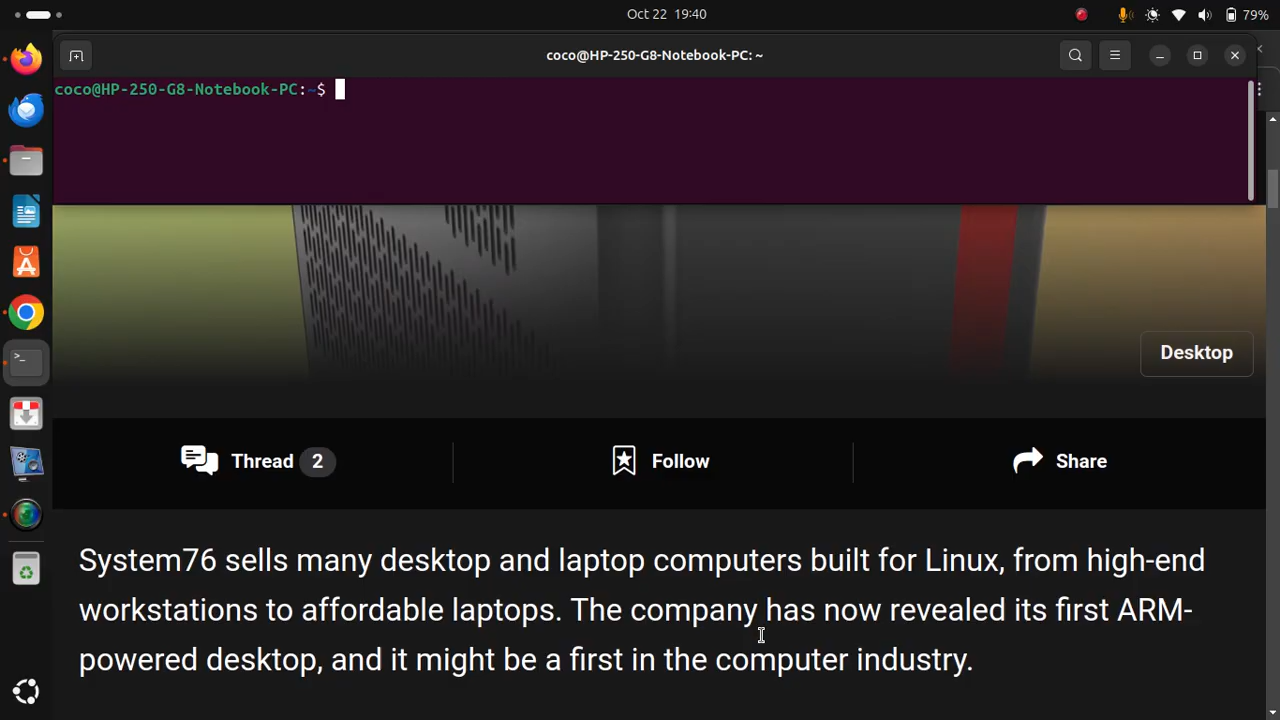 Oct 22 19:40
79%
coco@HP-250-G8-Notebook-PC: ~
coco@HP-250-G8-Notebook-PC:~$
Desktop
Thread 2
Follow
Share
System76 sells many desktop and laptop computers built for Linux, from high-end
workstations to affordable laptops. The company has now revealed its first ARM-
powered desktop, and it might be a first in the computer industry.